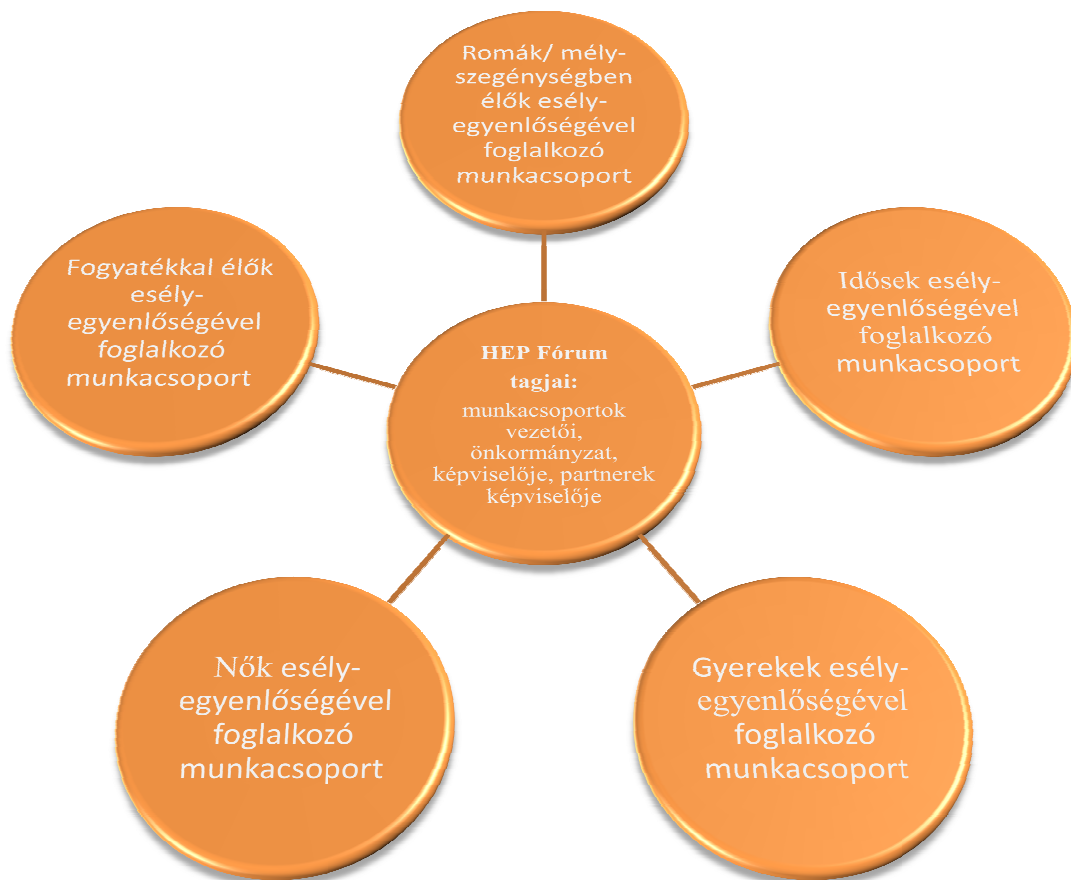 Romák/ mély-
szegénységben
élők esély-
egyenlőségével
foglalkozó
munkacsoport
Fogyatékkal élők
esély-
egyenlőségével
foglalkozó
munkacsoport
Idősek esély-
egyenlőségével
foglalkozó
munkacsoport
HEP Fórum
tagjai:
munkacsoportok
vezetői,
önkormányzat,
képviselője, partnerek
képviselője
Nők esély-
egyenlőségével
foglalkozó
munkacsoport
Gyerekek esély-
egyenlőségével
foglalkozó
munkacsoport